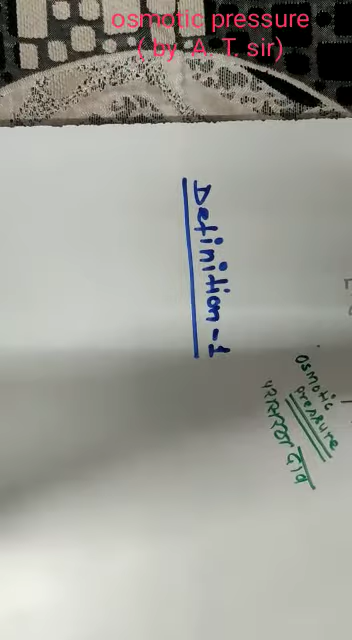 osmotic pressure
( by A. T. sir)
Definition-1
osmotic
pressure
परासरण दाब